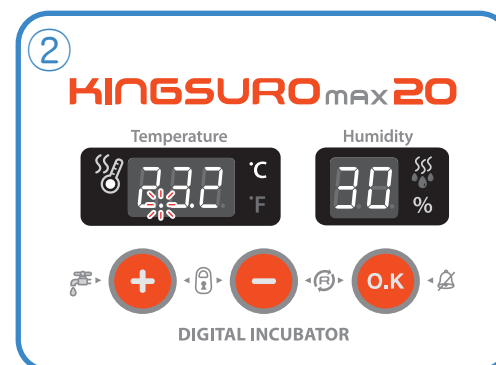 ②
KINGSURO MAX 20
Temperature Humidity
23.2 °C °F 30 %
+ - O.K
DIGITAL INCUBATOR